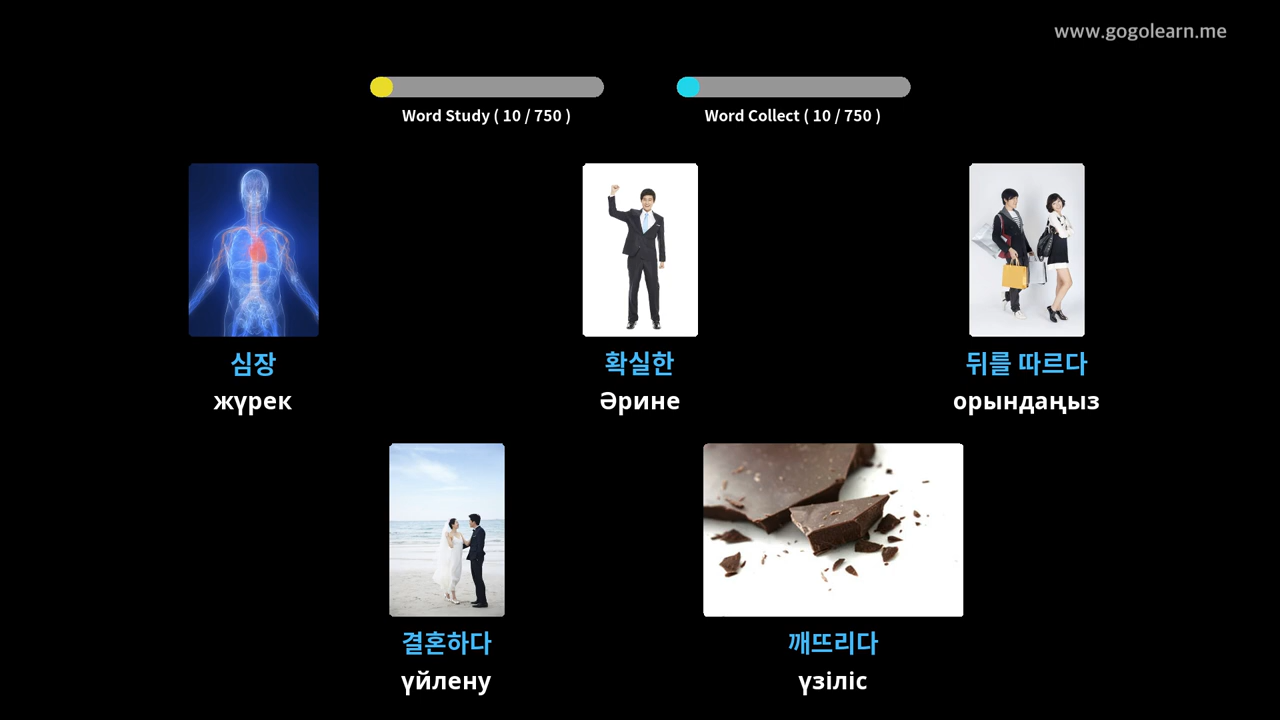 www.gogolearn.me
Word Study ( 10 / 750 )
Word Collect ( 10 / 750 )
심장
확실한
뒤를 따르다
жүрек
Әрине
орындаңыз
결혼하다
깨뜨리다
үйлену
үзіліс